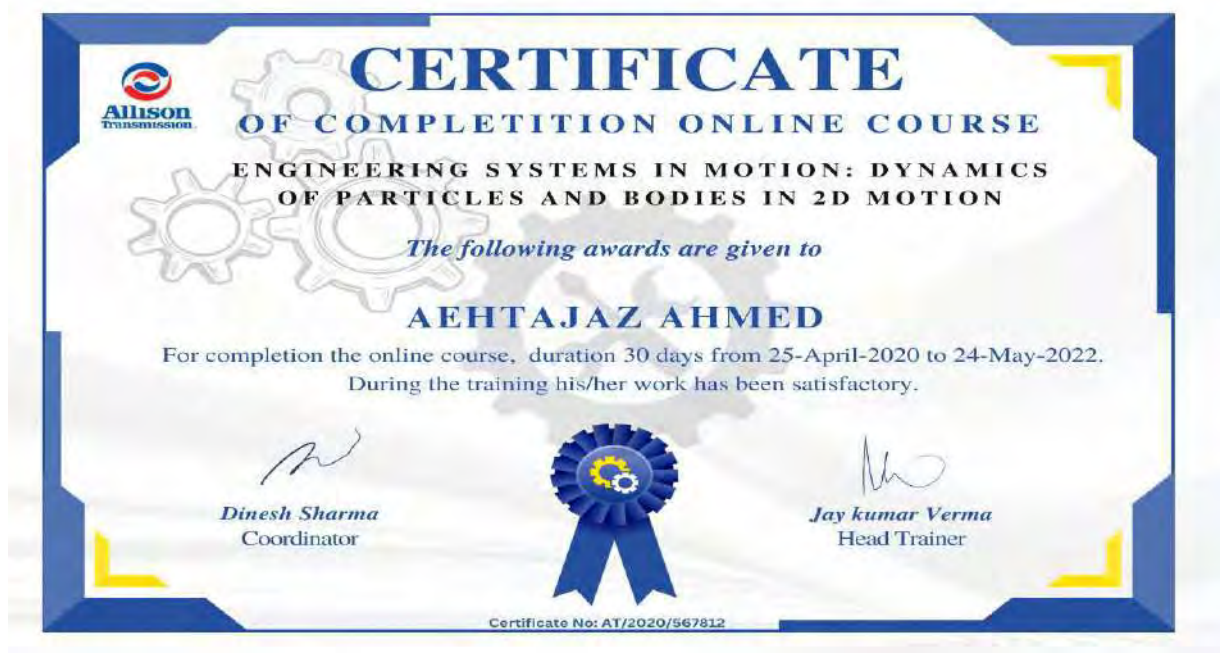 Allison
Transmission
CERTIFICATE
OF COMPLETITION ONLINE COURSE
ENGINEERING SYSTEMS IN MOTION: DYNAMICS
OF PARTICLES AND BODIES IN 2D MOTION
The following awards are given to
AEHTAJAZ AHMED
For completion the online course, duration 30 days from 25-April-2020 to 24-May-2022.
During the training his/her work has been satisfactory.
Dinesh Sharma
Coordinator
Jay kumar Verma
Head Trainer
Certificate No: AT/2020/567812